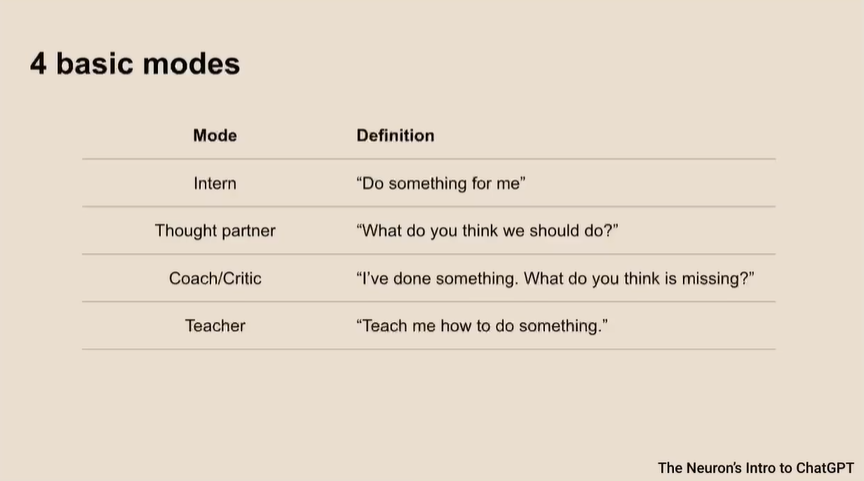 4 basic modes
Mode Definition
Intern “Do something for me”
Thought partner “What do you think we should do?”
Coach/Critic “I’ve done something. What do you think is missing?”
Teacher “Teach me how to do something.”
The Neuron’s Intro to ChatGPT